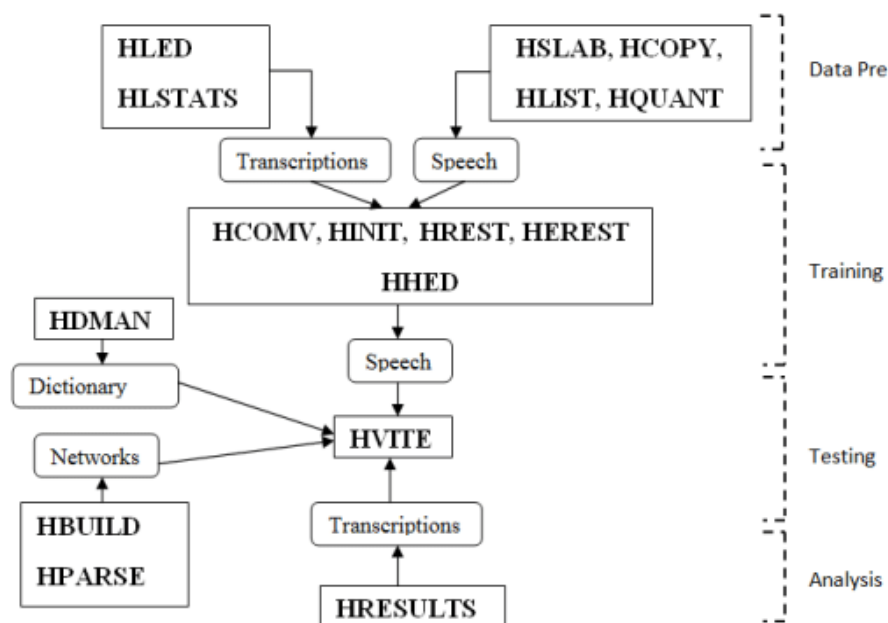 HLED
HLSTATS
HSLAB, HCOPY,
HLIST, HQUANT
Data Pre
Transcriptions
Speech
HCOMV, HINIT, HREST, HEREST
HHED
Training
HDMAN
Speech
Dictionary
HVITE
Networks
Testing
Transcriptions
HBUILD
HPARSE
Analysis
HRESULTS